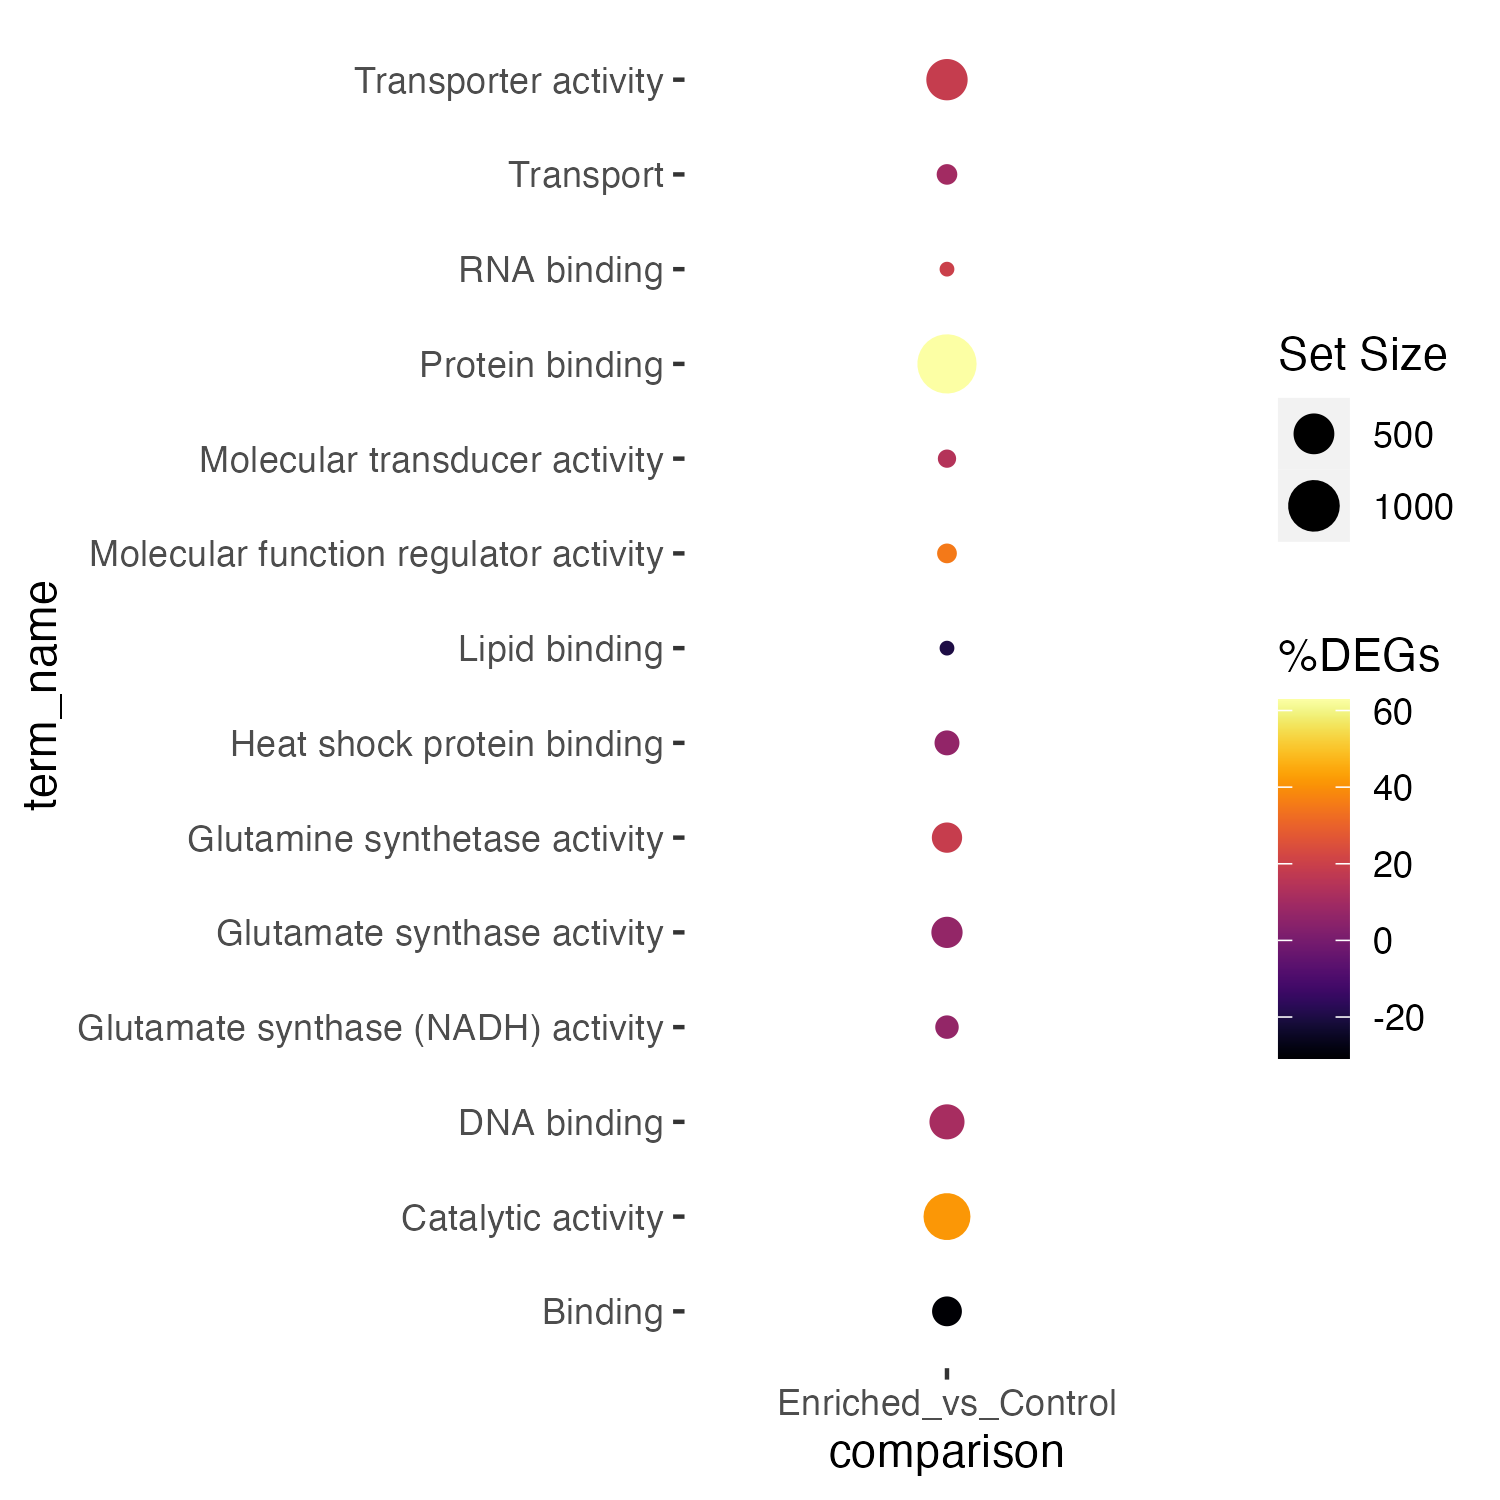 Transporter activity
Transport
RNA binding
Protein binding
Molecular transducer activity
Molecular function regulator activity
Lipid binding
Heat shock protein binding
Glutamine synthetase activity
Glutamate synthase activity
Glutamate synthase (NADH) activity
DNA binding
Catalytic activity
Binding
term_name
Enriched_vs_Control
comparison
Set Size
500
1000
%DEGs
60
40
20
0
-20